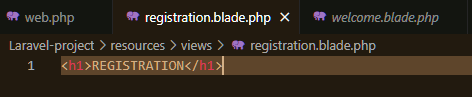 web.php registration.blade.php × welcome.blade.php
Laravel-project > resources > views > registration.blade.php
1 <h1>REGISTRATION</h1>